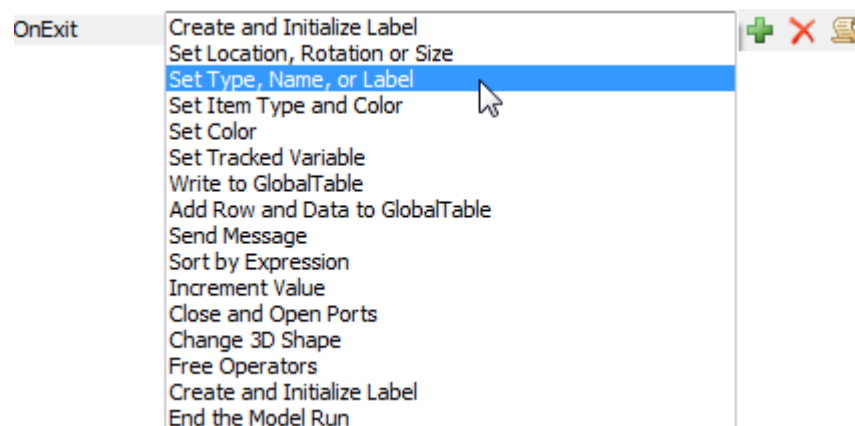 OnExit
Create and Initialize Label
Set Location, Rotation or Size
Set Type, Name, or Label
Set Item Type and Color
Set Color
Set Tracked Variable
Write to GlobalTable
Add Row and Data to GlobalTable
Send Message
Sort by Expression
Increment Value
Close and Open Ports
Change 3D Shape
Free Operators
Create and Initialize Label
End the Model Run